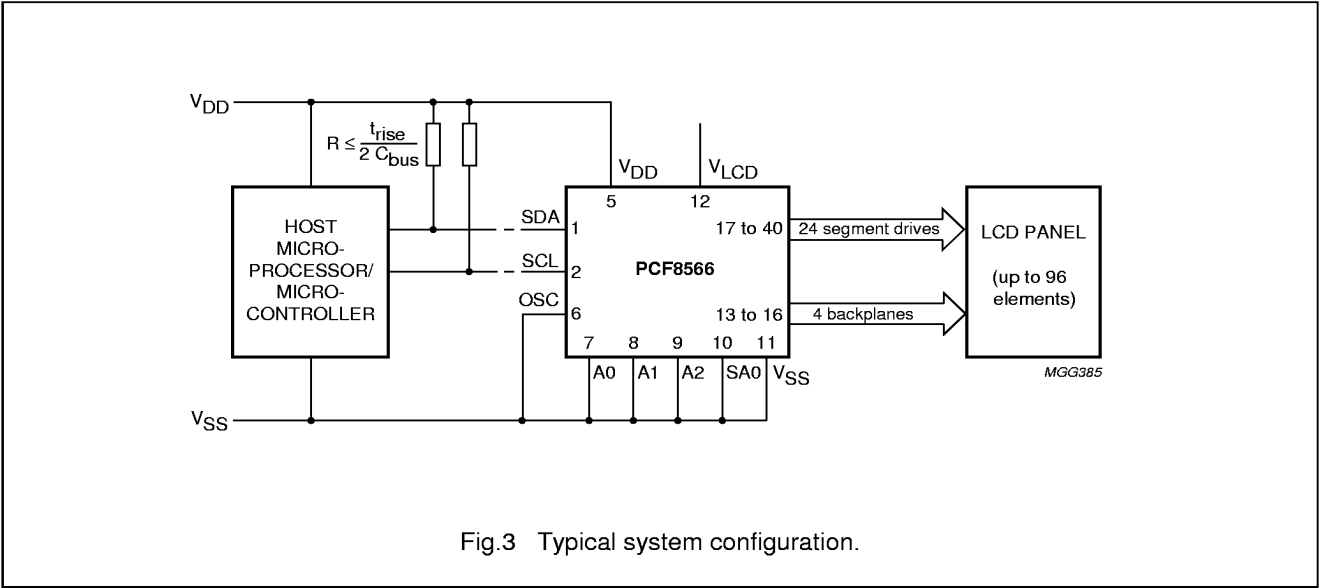 VDD
R ≤ trise
2 Cbus
VDD
VLCD
5
12
HOST
MICRO-
PROCESSOR/
MICRO-
CONTROLLER
SDA
1
SCL
2
OSC
6
PCF8566
17 to 40
24 segment drives
13 to 16
4 backplanes
LCD PANEL
(up to 96
elements)
7 8 9 10 11
A0 A1 A2 SA0 VSS
MGG385
VSS
Fig.3 Typical system configuration.